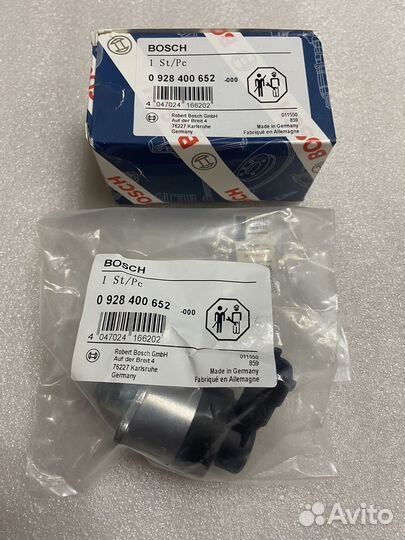 BOSCH
BOSCH
1 St/Pc
0 928 400 652 -000
4 047024 166202
Robert Bosch GmbH
Auf der Breit 4
76227 Karlsruhe
Germany
011550
859
Made in Germany
Fabriqué en Allemagne
BOSCH
BOSCH
1 St/Pc
0 928 400 652 -000
4 047024 166202
Robert Bosch GmbH
Auf der Breit 4
76227 Karlsruhe
Germany
011550
859
Made in Germany
Fabriqué en Allemagne
Avito